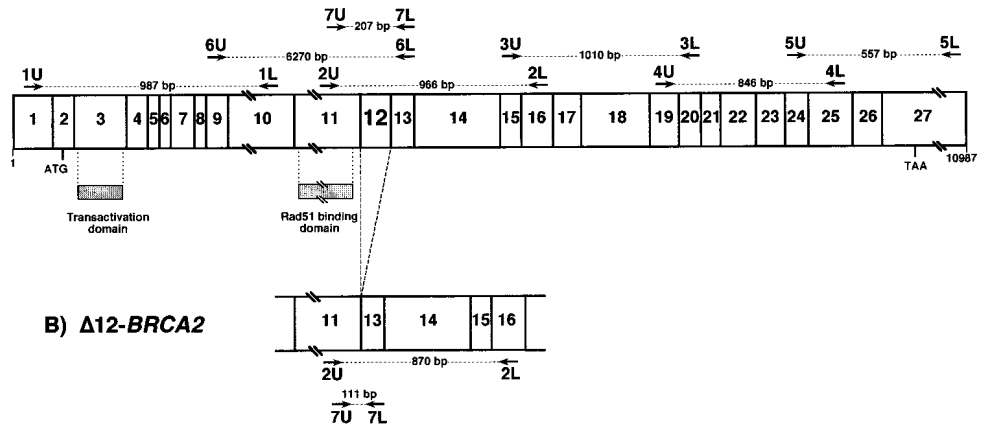 7U 207 bp 7L
6U 6270 bp 6L
3U 1010 bp 3L
5U 557 bp 5L
1U 987 bp 1L
2U 966 bp 2L
4U 846 bp 4L
1 2 3 4 5 6 7 8 9 10 11 12 13 14 15 16 17 18 19 20 21 22 23 24 25 26 27
1 ATG TAA 10987
Transactivation
domain
Rad51 binding
domain
B) Δ12-BRCA2
11 13 14 15 16
2U 870 bp 2L
111 bp
7U 7L